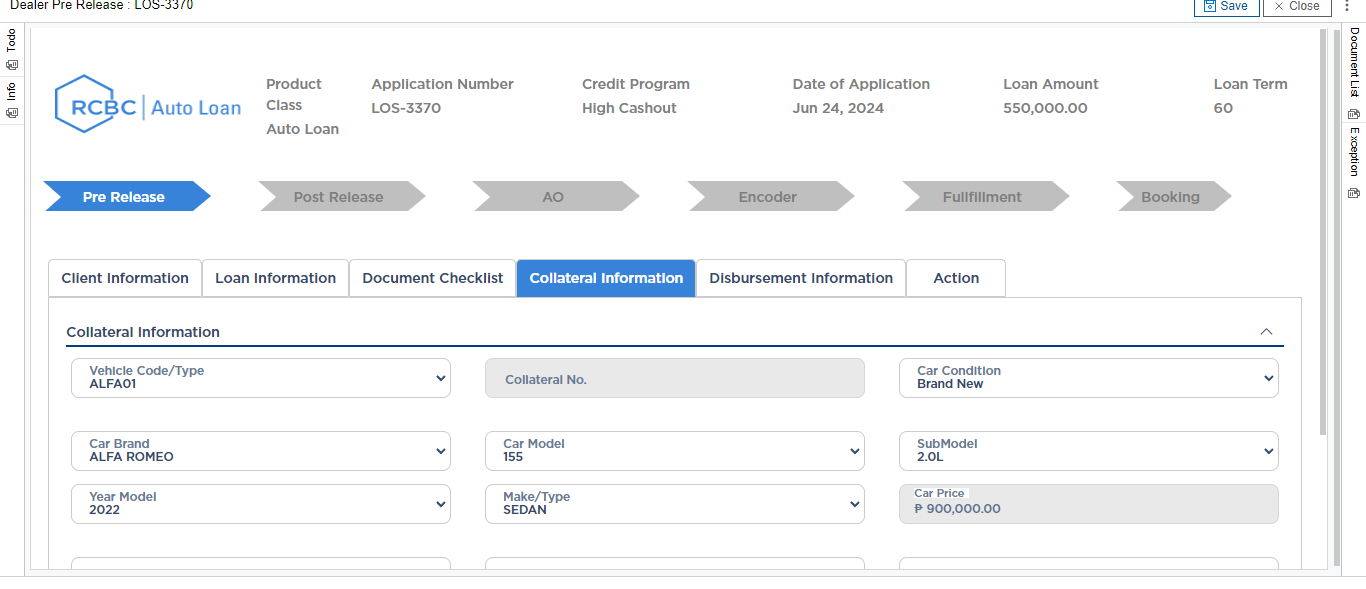 Dealer Pre Release : LOS-3370
Save
Close
Todo
Info
Document List
Exception
RCBC Auto Loan
Product Class
Auto Loan
Application Number
LOS-3370
Credit Program
High Cashout
Date of Application
Jun 24, 2024
Loan Amount
550,000.00
Loan Term
60
Pre Release
Post Release
AO
Encoder
Fullfillment
Booking
Client Information
Loan Information
Document Checklist
Collateral Information
Disbursement Information
Action
Collateral Information
Vehicle Code/Type
ALFA01
Collateral No.
Car Condition
Brand New
Car Brand
ALFA ROMEO
Car Model
155
SubModel
2.0L
Year Model
2022
Make/Type
SEDAN
Car Price
₱ 900,000.00